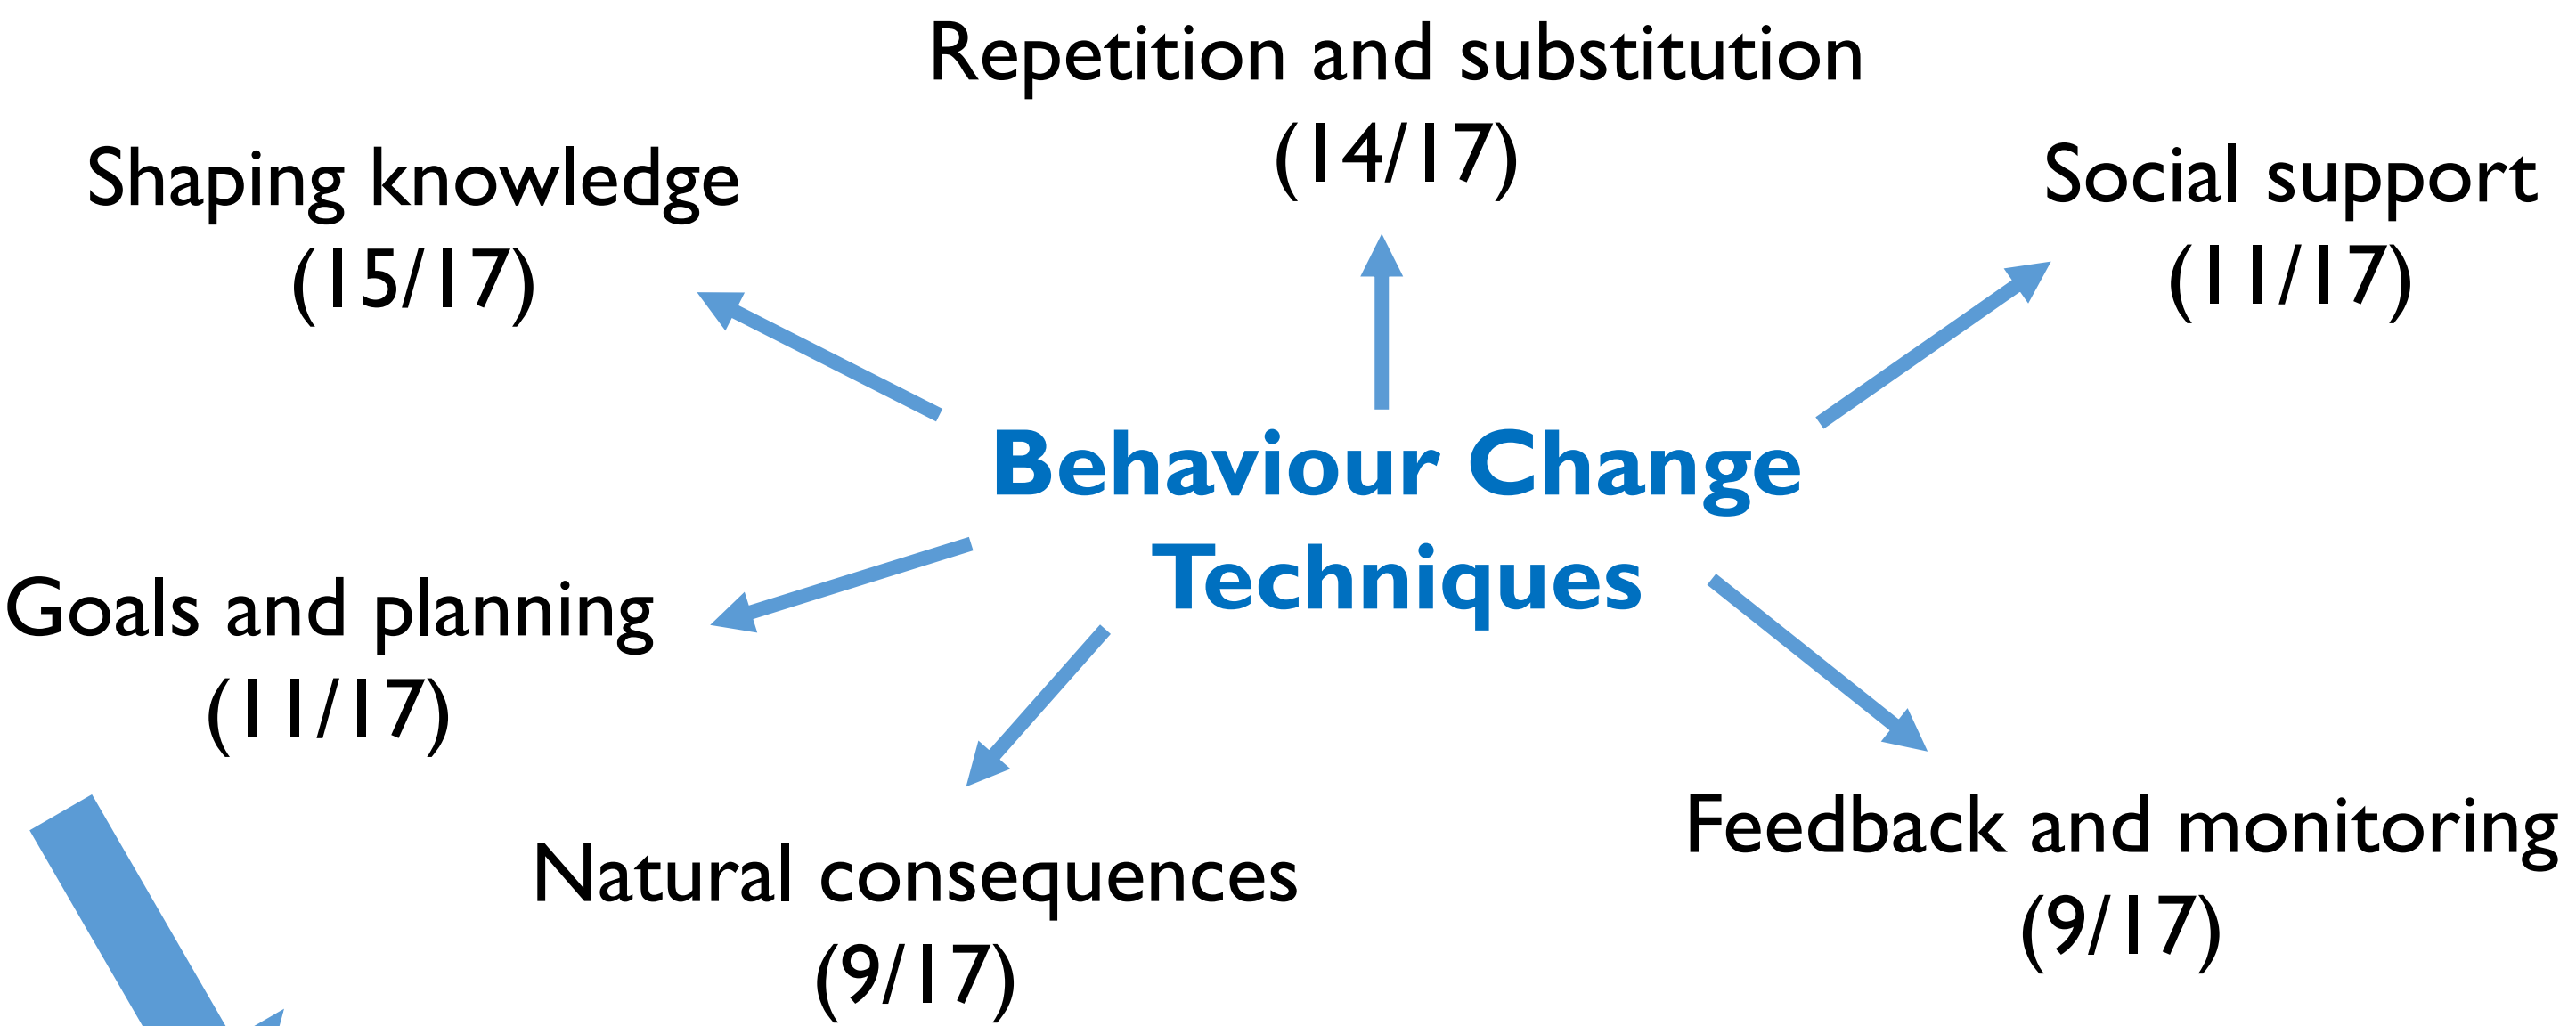 Repetition and substitution
(14/17)
Shaping knowledge
(15/17)
Social support
(11/17)
Behaviour Change
Techniques
Goals and planning
(11/17)
Natural consequences
(9/17)
Feedback and monitoring
(9/17)